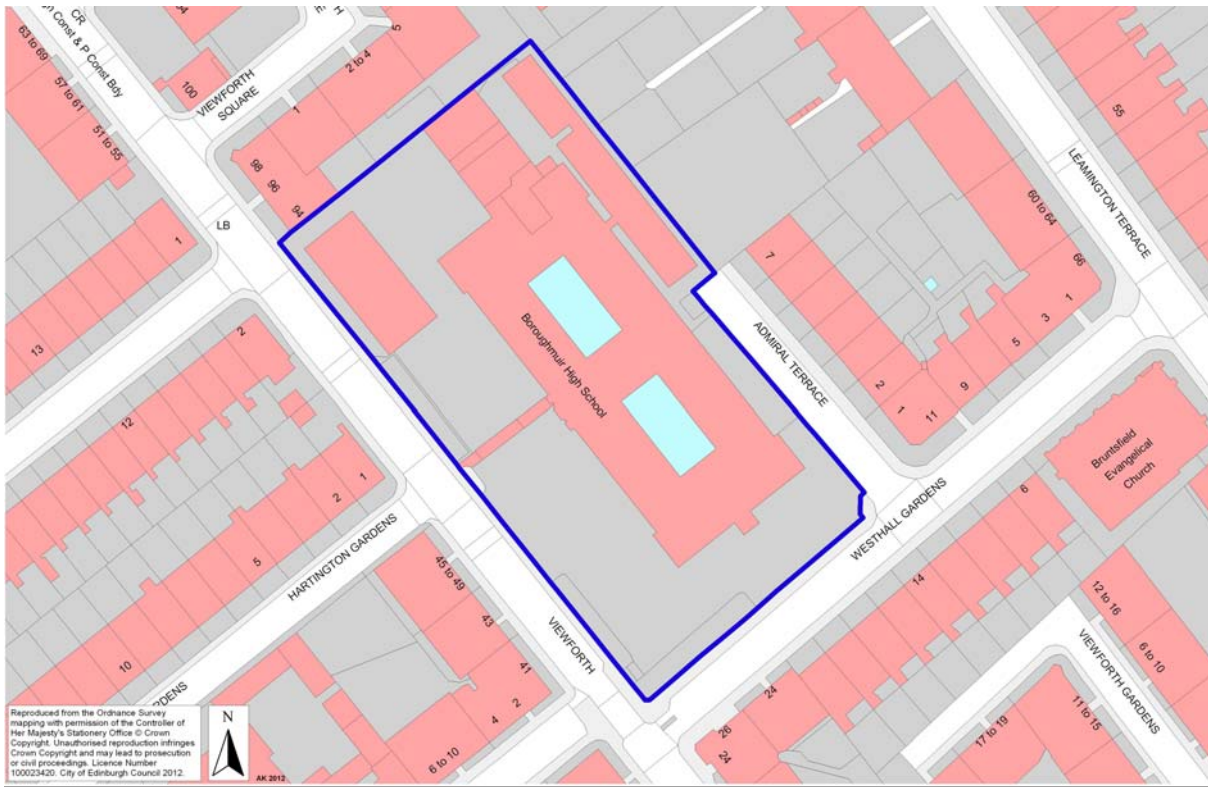 CR
on Const & P Const Bdy
63 to 69
57 to 61
51 to 55
94
100
VIEWFORTH
SQUARE
2 to 4
5
1
98
96
94
LB
1
13
2
12
Boroughmuir High School
7
ADMIRAL TERRACE
2
1
11
9
5
3
1
66
60 to 64
55
LEAMINGTON TERRACE
Bruntsfield
Evangelical
Church
WESTHALL GARDENS
6
14
24
26
24
1
2
5
10
HARTINGTON GARDENS
45 to 49
43
41
2
4
6 to 10
VIEWFORTH
12 to 16
6 to 10
VIEWFORTH GARDENS
11 to 15
17 to 19
Reproduced from the Ordnance Survey
mapping with permission of the Controller of
Her Majesty's Stationery Office © Crown
Copyright. Unauthorised reproduction infringes
Crown Copyright and may lead to prosecution
or civil proceedings. Licence Number
100023420. City of Edinburgh Council 2012.
N
AK 2012